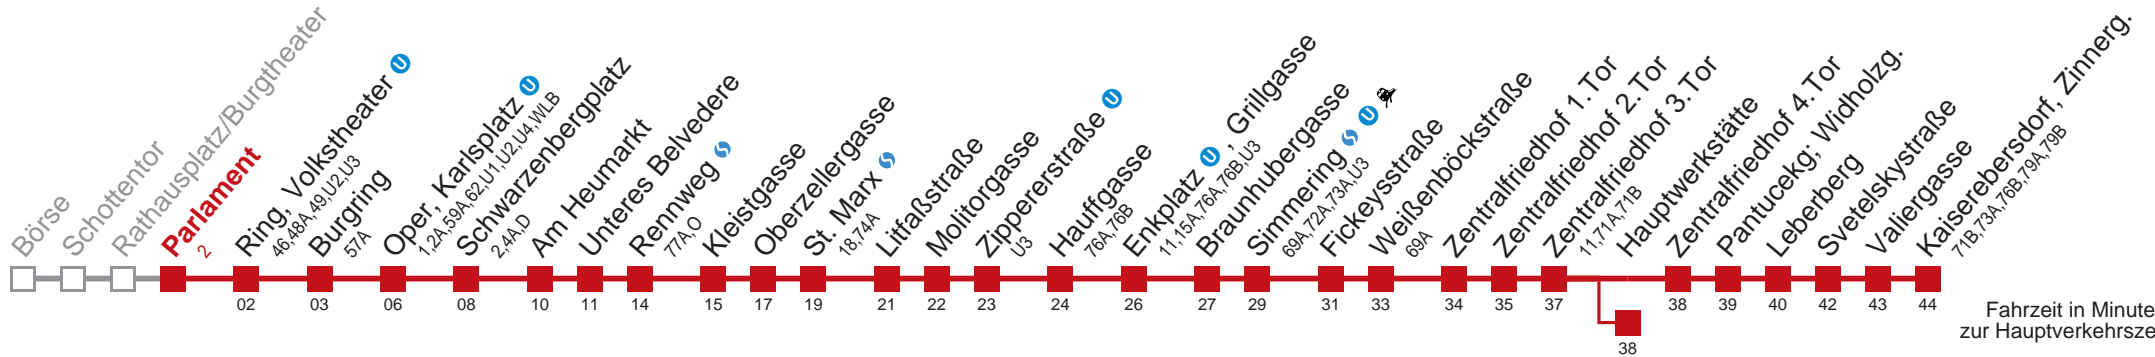 Börse
Schottentor
Rathausplatz/Burgtheater
Parlament
2
Ring, Volkstheater U
46,48A,49,U2,U3
Burgring
57A
Oper, Karlsplatz U
1,2A,59A,62,U1,U2,U4,WLB
Schwarzenbergplatz
2,4A,D
Am Heumarkt
Unteres Belvedere
Rennweg S
77A,O
Kleistgasse
Oberzellergasse
St. Marx S
18,74A
Litfaßstraße
Molitorgasse
Zippererstraße U
U3
Hauffgasse
76A,76B
Enkplatz U, Grillgasse
11,15A,76A,76B,U3
Braunhubergasse
Simmering S U
69A,72A,73A,U3
Fickeysstraße
Weißenböckstraße
69A
Zentralfriedhof 1.Tor
Zentralfriedhof 2.Tor
Zentralfriedhof 3.Tor
11,71A,71B
Hauptwerkstätte
Zentralfriedhof 4.Tor
Pantucekg; Widholzg.
Leberberg
Svetelskystraße
Valiergasse
Kaiserebersdorf, Zinnerg.
71B,73A,76B,79A,79B
02 03 06 08 10 11 14 15 17 19 21 22 23 24 26 27 29 31 33 34 35 37 38 39 40 42 43 44
38
Fahrzeit in Minute
zur Hauptverkehrsze